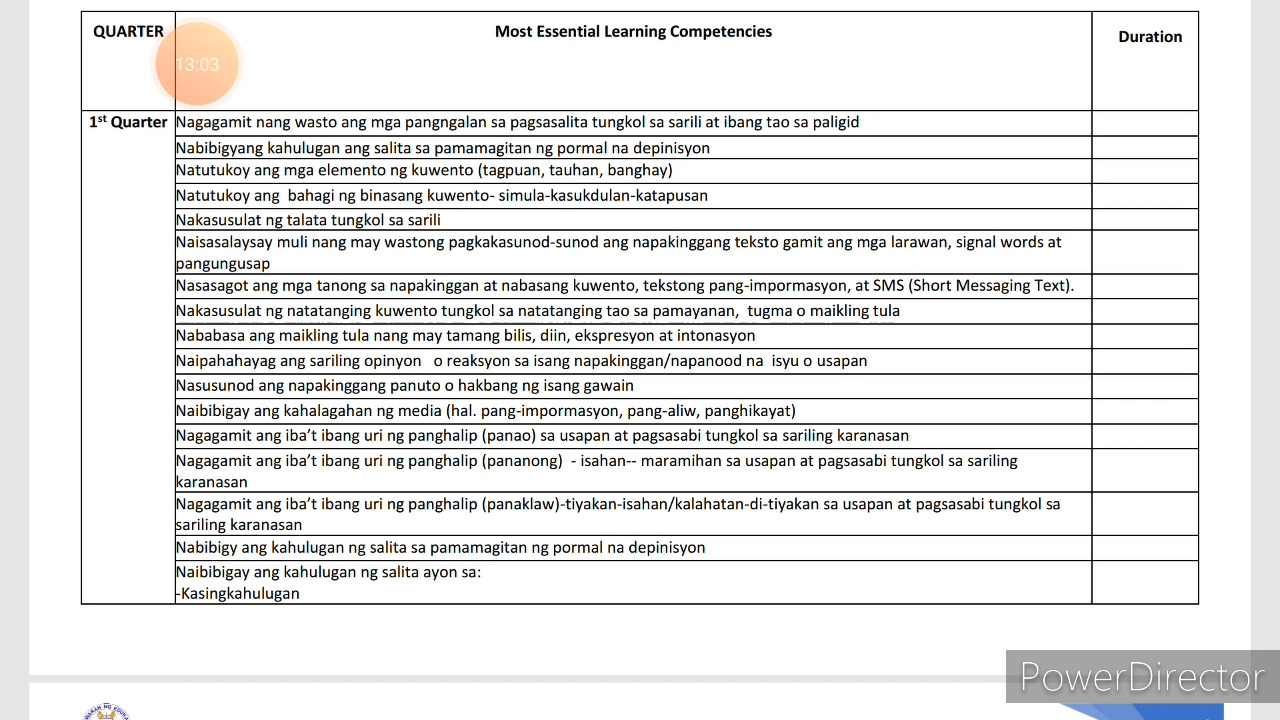 QUARTER Most Essential Learning Competencies Duration
13:03
1st Quarter Nagagamit nang wasto ang mga pangngalan sa pagsasalita tungkol sa sarili at ibang tao sa paligid
Nabibigyang kahulugan ang salita sa pamamagitan ng pormal na depinisyon
Natutukoy ang mga elemento ng kuwento (tagpuan, tauhan, banghay)
Natutukoy ang bahagi ng binasang kuwento- simula-kasukdulan-katapusan
Nakasusulat ng talata tungkol sa sarili
Naisasalaysay muli nang may wastong pagkakasunod-sunod ang napakinggang teksto gamit ang mga larawan, signal words at
pangungusap
Nasasagot ang mga tanong sa napakinggan at nabasang kuwento, tekstong pang-impormasyon, at SMS (Short Messaging Text).
Nakasusulat ng natatanging kuwento tungkol sa natatanging tao sa pamayanan, tugma o maikling tula
Nababasa ang maikling tula nang may tamang bilis, diin, ekspresyon at intonasyon
Naipahahayag ang sariling opinyon o reaksyon sa isang napakinggan/napanood na isyu o usapan
Nasusunod ang napakinggang panuto o hakbang ng isang gawain
Naibibigay ang kahalagahan ng media (hal. pang-impormasyon, pang-aliw, panghikayat)
Nagagamit ang iba’t ibang uri ng panghalip (panao) sa usapan at pagsasabi tungkol sa sariling karanasan
Nagagamit ang iba’t ibang uri ng panghalip (pananong) - isahan-- maramihan sa usapan at pagsasabi tungkol sa sariling
karanasan
Nagagamit ang iba’t ibang uri ng panghalip (panaklaw)-tiyakan-isahan/kalahatan-di-tiyakan sa usapan at pagsasabi tungkol sa
sariling karanasan
Nabibigy ang kahulugan ng salita sa pamamagitan ng pormal na depinisyon
Naibibigay ang kahulugan ng salita ayon sa:
-Kasingkahulugan
PowerDirector